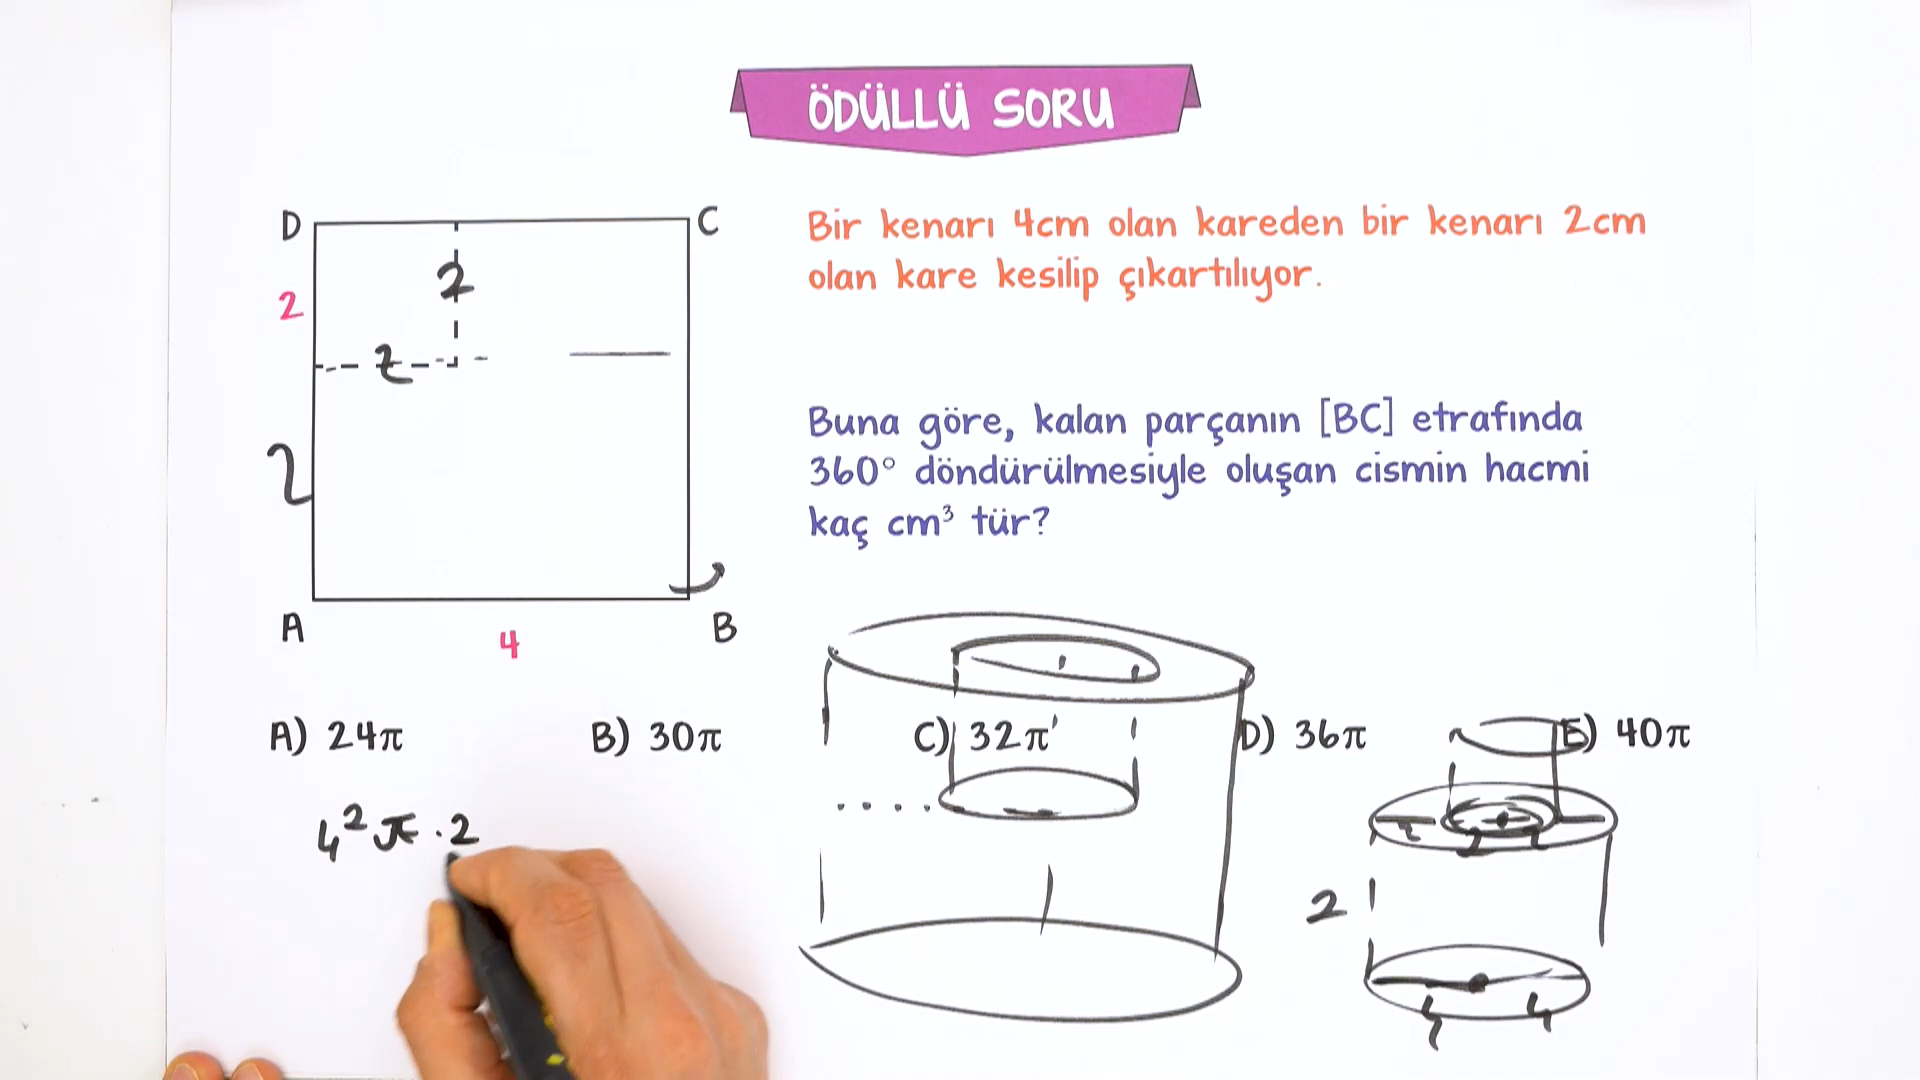 ÖDÜLLÜ SORU
D
C
2
2
2
2
A
4
B
Bir kenarı 4cm olan kareden bir kenarı 2cm
olan kare kesilip çıkartılıyor.
Buna göre, kalan parçanın [BC] etrafında
360° döndürülmesiyle oluşan cismin hacmi
kaç cm³ tür?
A) 24π
B) 30π
C) 32π
D) 36π
E) 40π
4²π.2
2
2
2
2
4
4